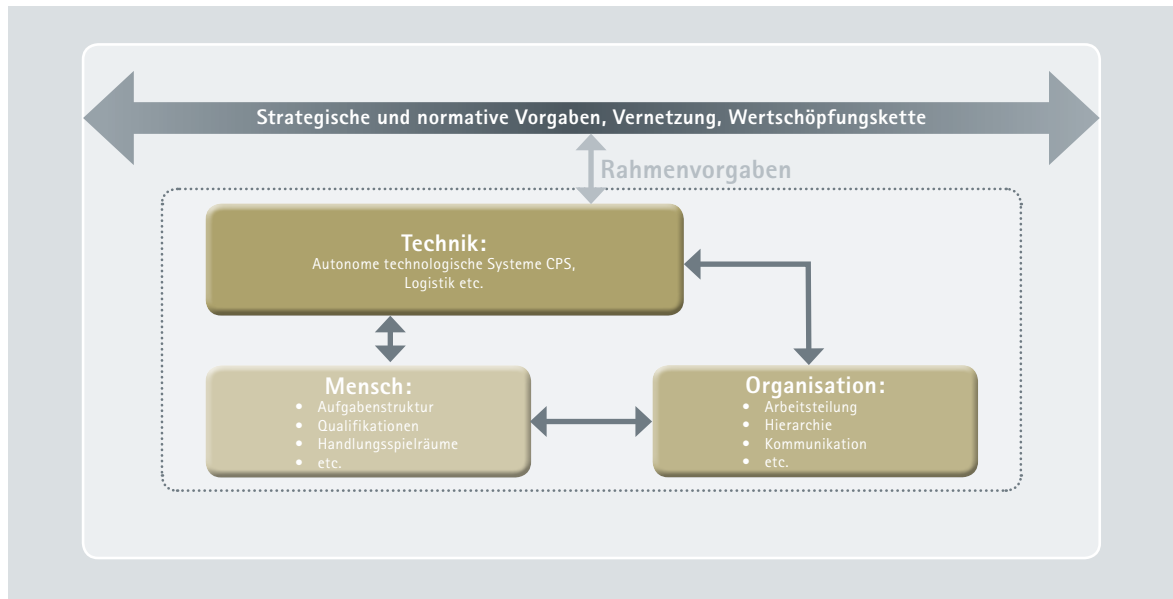 Strategische und normative Vorgaben, Vernetzung, Wertschöpfungskette
Rahmenvorgaben
Technik:
Autonome technologische Systeme CPS,
Logistik etc.
Mensch:
• Aufgabenstruktur
• Qualifikationen
• Handlungsspielräume
• etc.
Organisation:
• Arbeitsteilung
• Hierarchie
• Kommunikation
• etc.